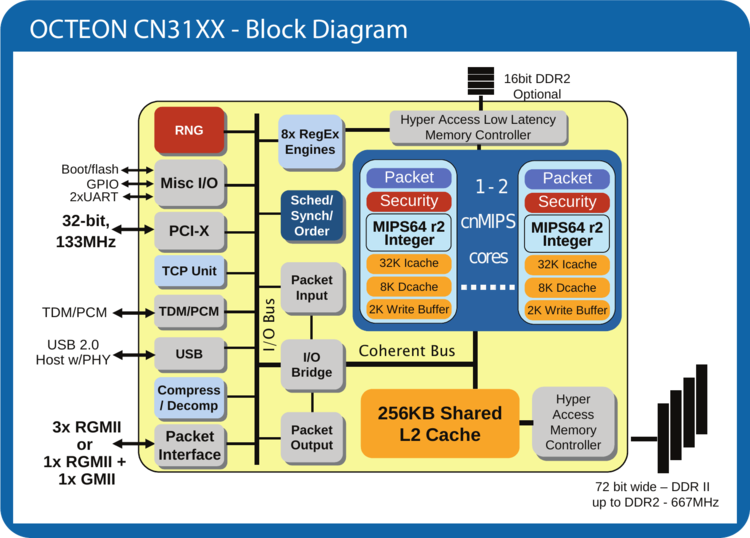 OCTEON CN31XX - Block Diagram
16bit DDR2
Optional
Hyper Access Low Latency
Memory Controller
RNG
8x RegEx
Engines
Boot/flash
GPIO
2xUART
Misc I/O
32-bit,
133MHz
PCI-X
Sched/
Synch/
Order
TCP Unit
TDM/PCM
TDM/PCM
Packet
Input
USB 2.0
Host w/PHY
USB
I/O Bus
I/O
Bridge
Coherent Bus
Compress
/ Decomp
3x RGMII
or
1x RGMII +
1x GMII
Packet
Interface
Packet
Output
Packet
Security
MIPS64 r2
Integer
32K Icache
8K Dcache
2K Write Buffer
1 - 2
cnMIPS
cores
Packet
Security
MIPS64 r2
Integer
32K Icache
8K Dcache
2K Write Buffer
256KB Shared
L2 Cache
Hyper
Access
Memory
Controller
72 bit wide – DDR II
up to DDR2 - 667MHz